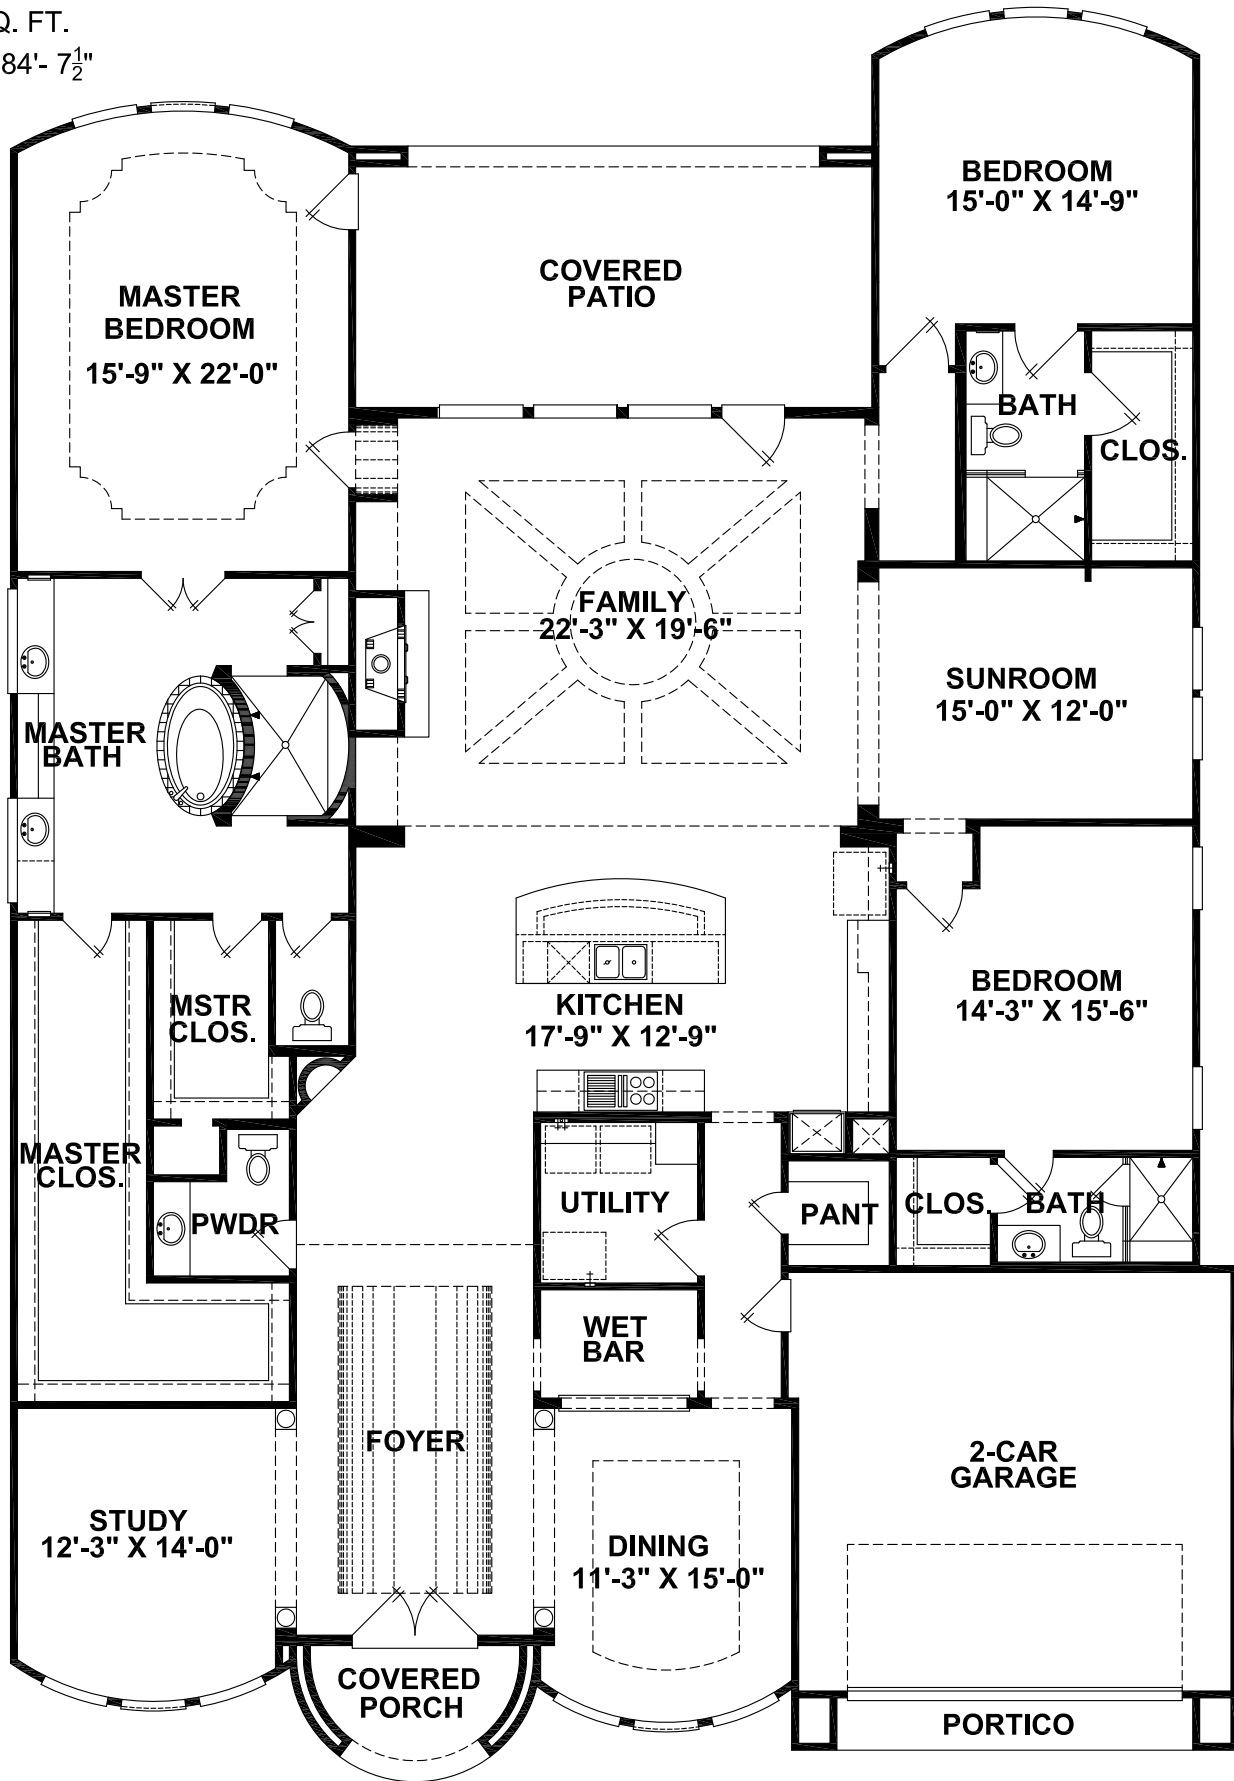 Q. FT.
84'- 7 1/2"
BEDROOM
15'-0" X 14'-9"
COVERED
PATIO
MASTER
BEDROOM
15'-9" X 22'-0"
BATH
CLOS.
FAMILY
22'-3" X 19'-6"
SUNROOM
15'-0" X 12'-0"
MASTER
BATH
BEDROOM
14'-3" X 15'-6"
KITCHEN
17'-9" X 12'-9"
MSTR
CLOS.
MASTER
CLOS.
PWDR
UTILITY
PANT
CLOS.
BATH
WET
BAR
FOYER
2-CAR
GARAGE
STUDY
12'-3" X 14'-0"
DINING
11'-3" X 15'-0"
COVERED
PORCH
PORTICO